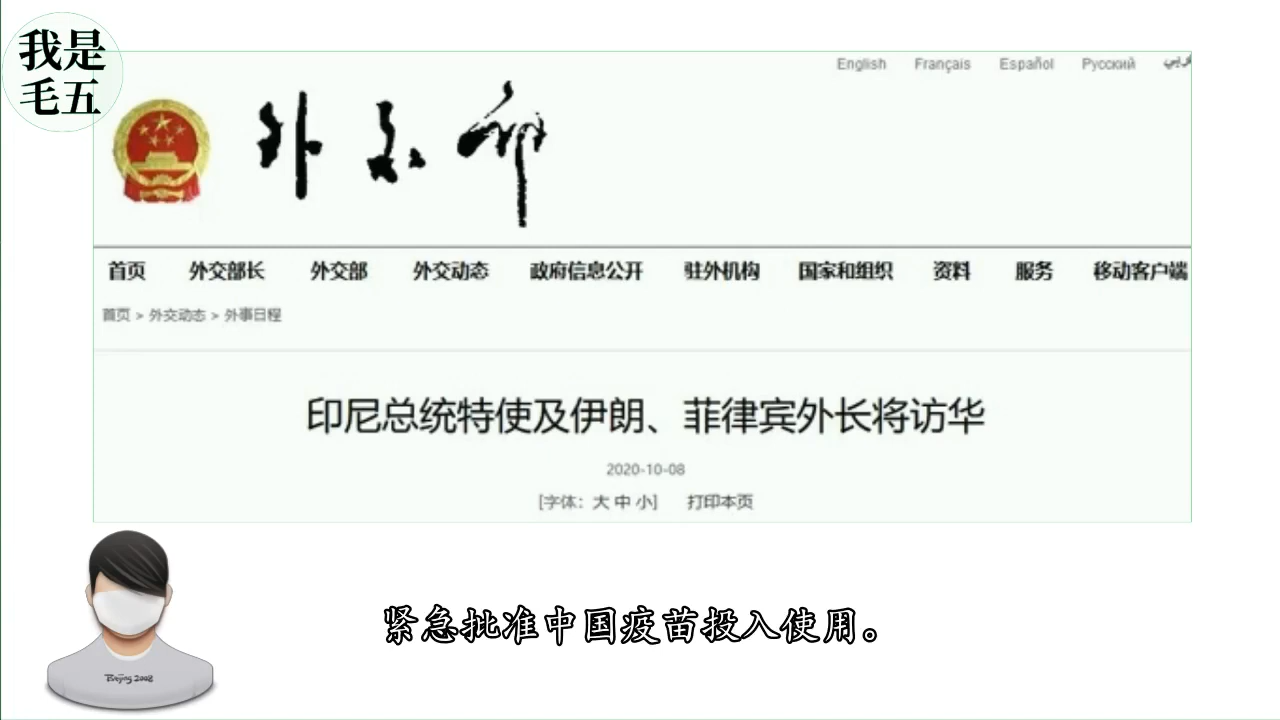 我是
毛五
English Français Español Русский عربي
外交部
首页 外交部长 外交部 外交动态 政府信息公开 驻外机构 国家和组织 资料 服务 移动客户端
首页 > 外交动态 > 外事日程
印尼总统特使及伊朗、菲律宾外长将访华
2020-10-08
[字体：大 中 小] 打印本页
Beijing 2008
紧急批准中国疫苗投入使用。